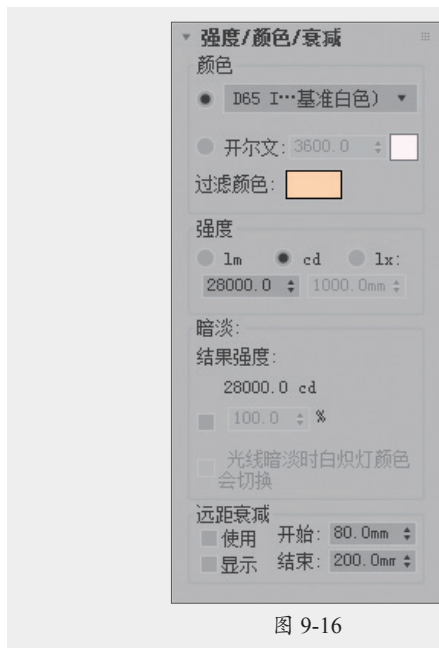 强度/颜色/衰减
颜色
D65 I…基准白色)
开尔文: 3600.0
过滤颜色:
强度
lm cd lx:
28000.0 1000.0mm
暗淡:
结果强度:
28000.0 cd
100.0 %
光线暗淡时白炽灯颜色
会切换
远距衰减
使用 开始: 80.0mm
显示 结束: 200.0mm
图 9-16